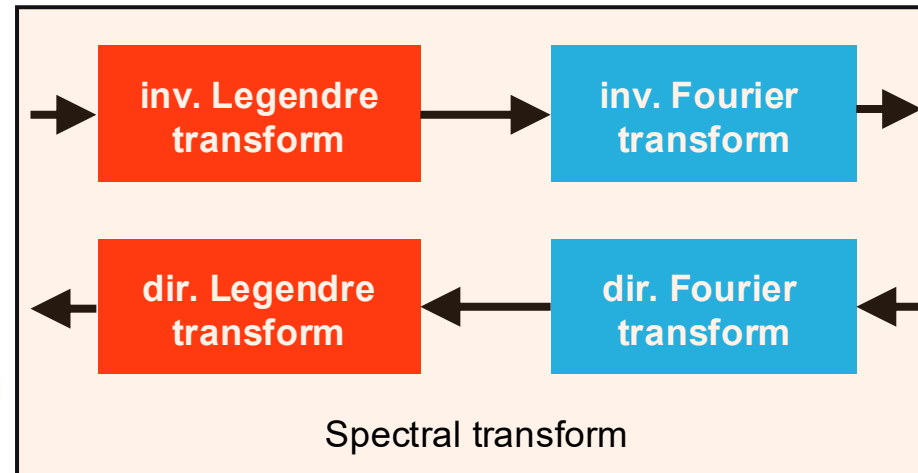 inv. Legendre
transform
inv. Fourier
transform
dir. Legendre
transform
dir. Fourier
transform
Spectral transform